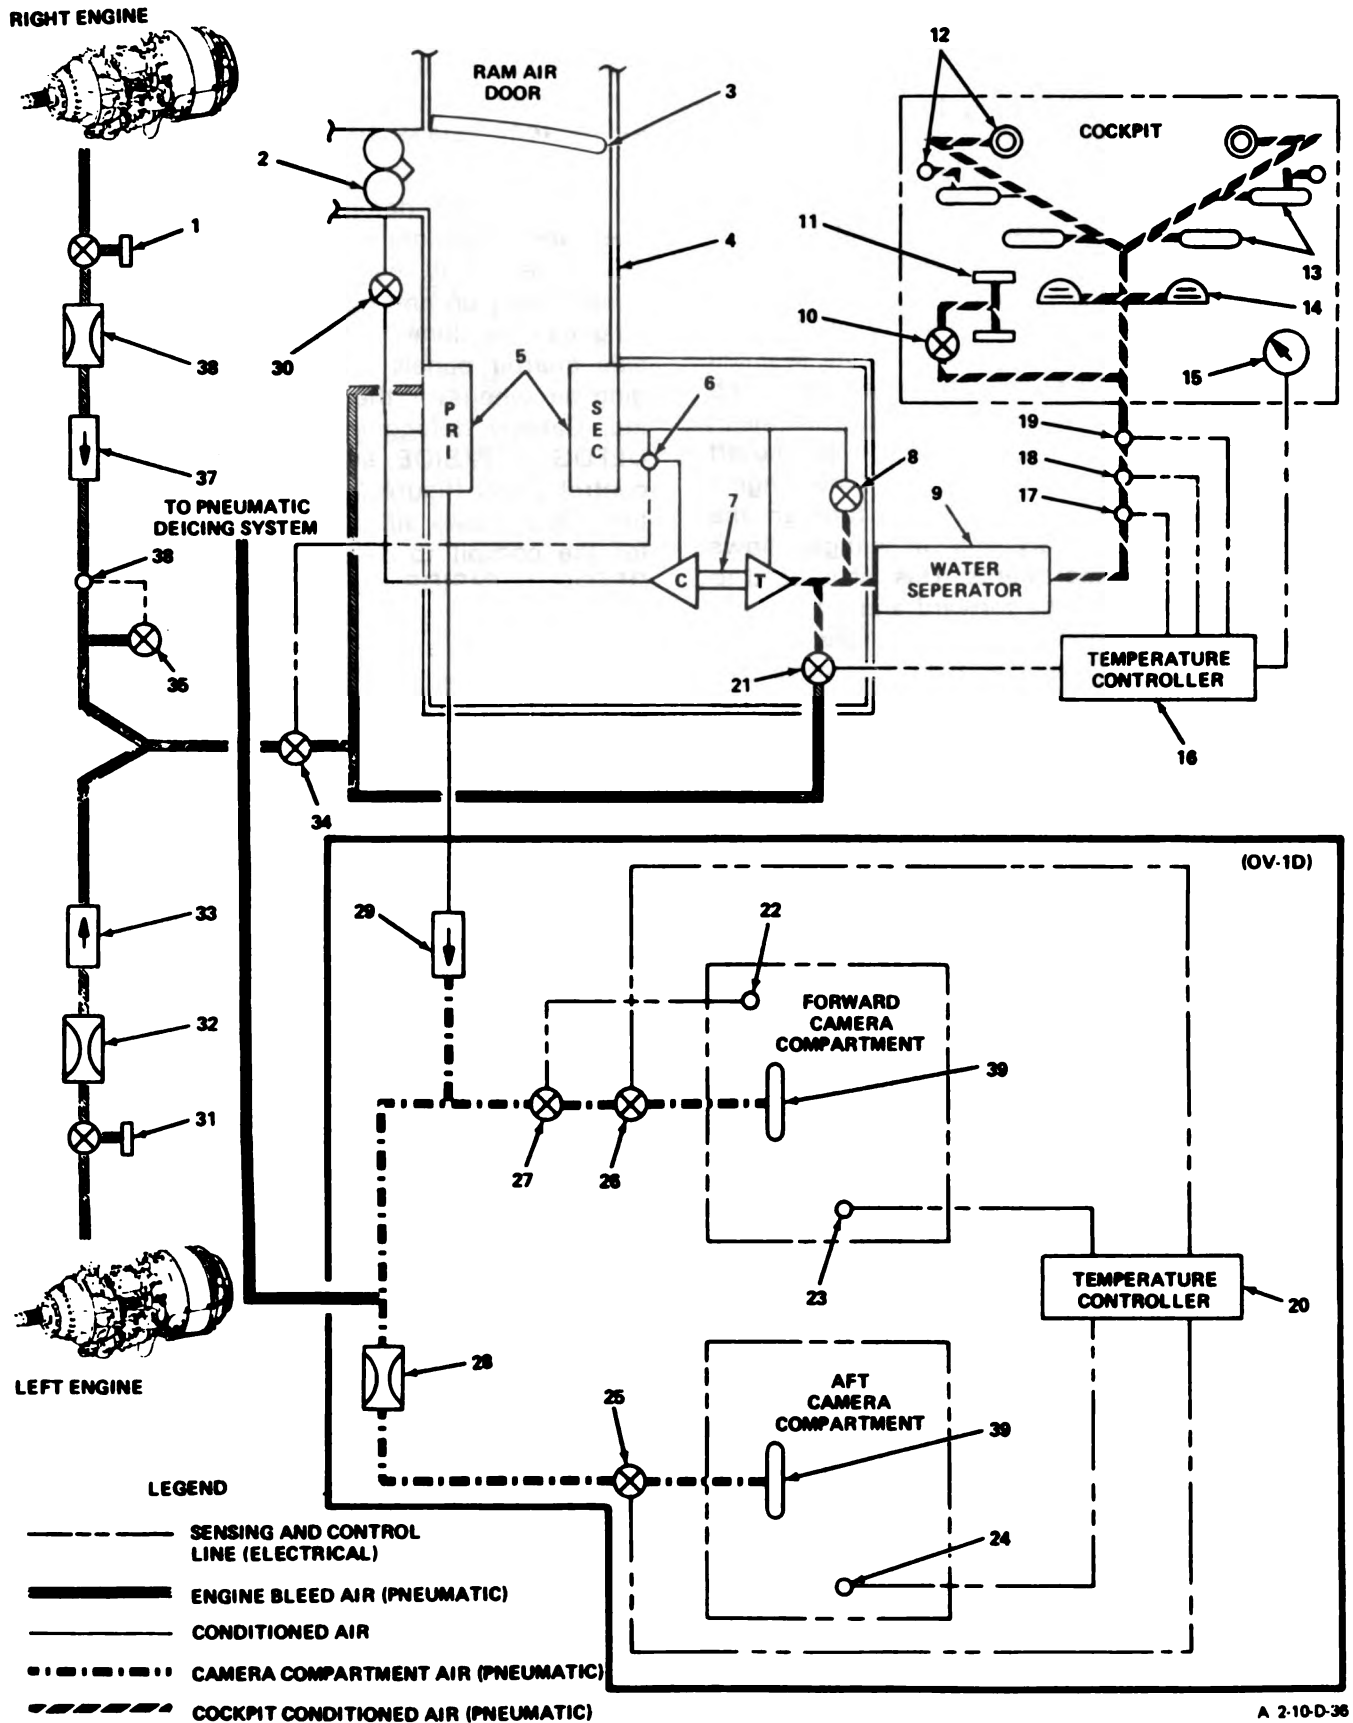 RIGHT ENGINE
RAM AIR
DOOR
3
12
COCKPIT
2
1
11
4
13
10
14
38
30
5
6
15
P
R
I
S
E
C
19
37
8
18
7
9
17
TO PNEUMATIC
DEICING SYSTEM
38
C
T
WATER
SEPERATOR
35
21
TEMPERATURE
CONTROLLER
16
34
(OV-1D)
29
22
33
FORWARD
CAMERA
COMPARTMENT
32
39
31
27
26
23
TEMPERATURE
CONTROLLER
20
28
LEFT ENGINE
25
AFT
CAMERA
COMPARTMENT
39
LEGEND
24
SENSING AND CONTROL
LINE (ELECTRICAL)
ENGINE BLEED AIR (PNEUMATIC)
CONDITIONED AIR
CAMERA COMPARTMENT AIR (PNEUMATIC)
COCKPIT CONDITIONED AIR (PNEUMATIC)
A 2-10-D-36